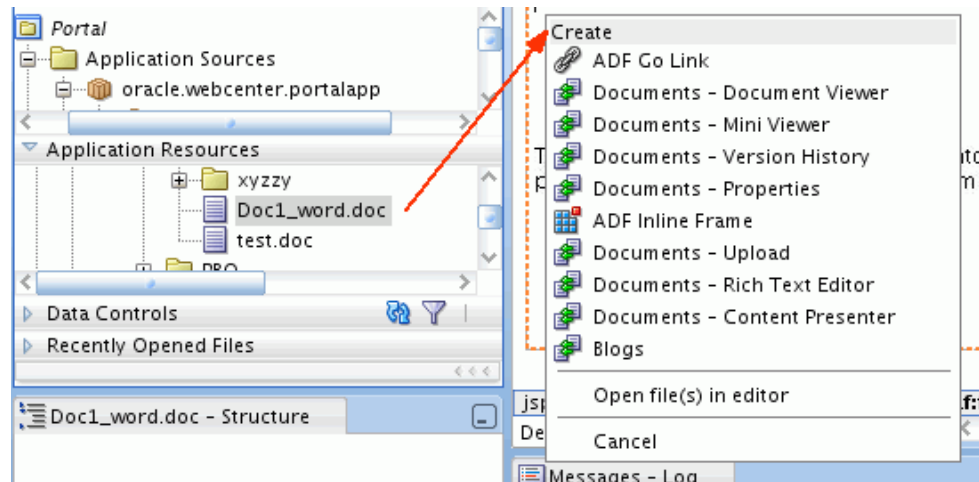 Portal
Application Sources
oracle.webcenter.portalapp
Application Resources
xyzzy
Doc1_word.doc
test.doc
Data Controls
Recently Opened Files
Doc1_word.doc - Structure
Create
ADF Go Link
Documents - Document Viewer
Documents - Mini Viewer
Documents - Version History
Documents - Properties
ADF Inline Frame
Documents - Upload
Documents - Rich Text Editor
Documents - Content Presenter
Blogs
Open file(s) in editor
Cancel
Messages - Log